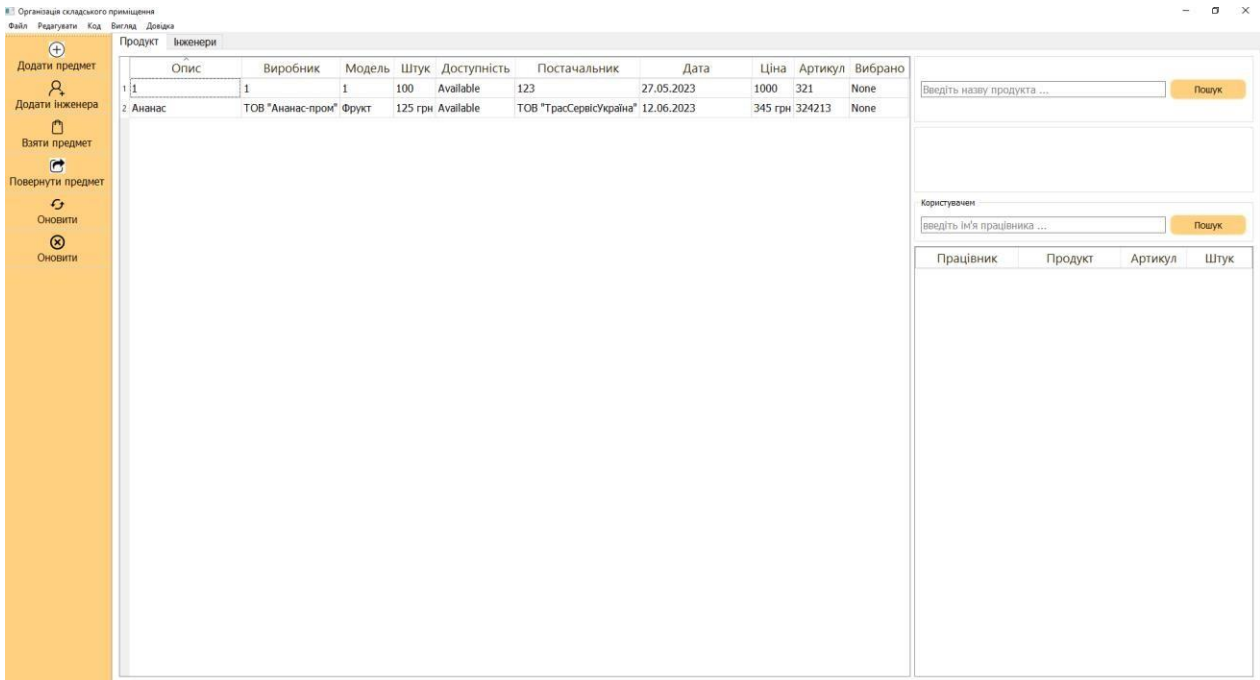 Організація складського приміщення
Файл Редагувати Код Вигляд Довідка
Додати предмет
Додати інженера
Взяти предмет
Повернути предмет
Оновити
Оновити
Продукт Інженери
Опис Виробник Модель Штук Доступність Постачальник Дата Ціна Артикул Вибрано
1 1 1 1 100 Available 123 27.05.2023 1000 321 None
2 Ананас ТОВ "Ананас-пром" Фрукт 125 грн Available ТОВ "ТрасСервісУкраїна" 12.06.2023 345 грн 324213 None
Введіть назву продукта ... Пошук
Користувачем
введіть ім'я працівника ... Пошук
Працівник Продукт Артикул Штук